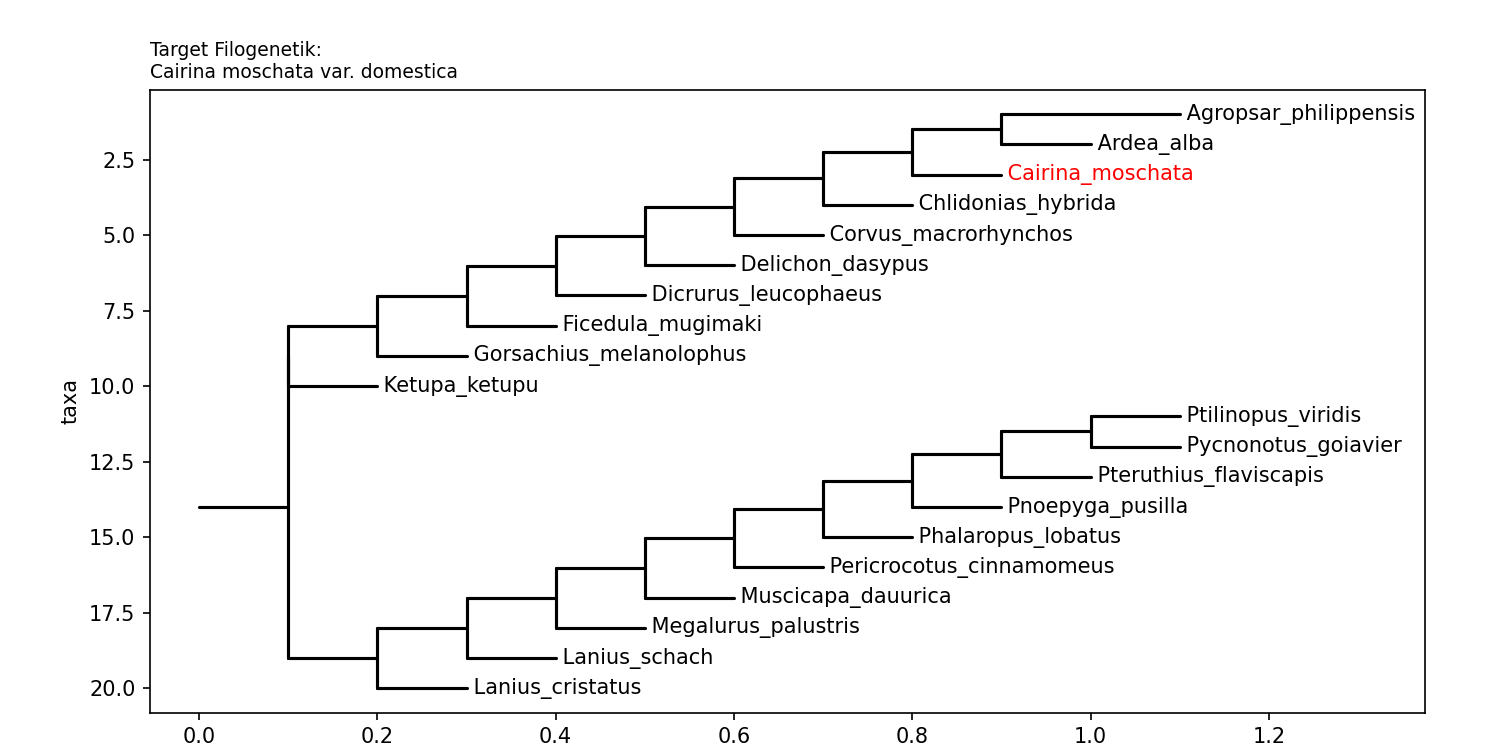 Target Filogenetik:
Cairina moschata var. domestica
Agropsar_philippensis
Ardea_alba
2.5
Cairina_moschata
Chlidonias_hybrida
5.0
Corvus_macrorhynchos
Delichon_dasypus
Dicrurus_leucophaeus
7.5
Ficedula_mugimaki
Gorsachius_melanolophus
10.0
Ketupa_ketupu
taxa
Ptilinopus_viridis
Pycnonotus_goiavier
12.5
Pteruthius_flaviscapis
Pnoepyga_pusilla
15.0
Phalaropus_lobatus
Pericrocotus_cinnamomeus
Muscicapa_dauurica
17.5
Megalurus_palustris
Lanius_schach
20.0
Lanius_cristatus
0.0 0.2 0.4 0.6 0.8 1.0 1.2